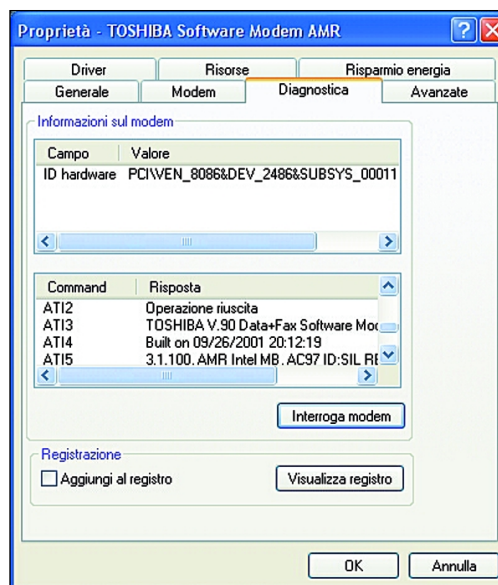 Proprietà - TOSHIBA Software Modem AMR
Driver Risorse Risparmio energia
Generale Modem Diagnostica Avanzate
Informazioni sul modem
Campo Valore
ID hardware PCI\VEN_8086&DEV_2486&SUBSYS_00011
Command Risposta
ATI2 Operazione riuscita
ATI3 TOSHIBA V.90 Data+Fax Software Mod
ATI4 Built on 09/26/2001 20:12:19
ATI5 3.1.100. AMR Intel MB. AC97 ID:SIL RE
Interroga modem
Registrazione
Aggiungi al registro Visualizza registro
OK Annulla